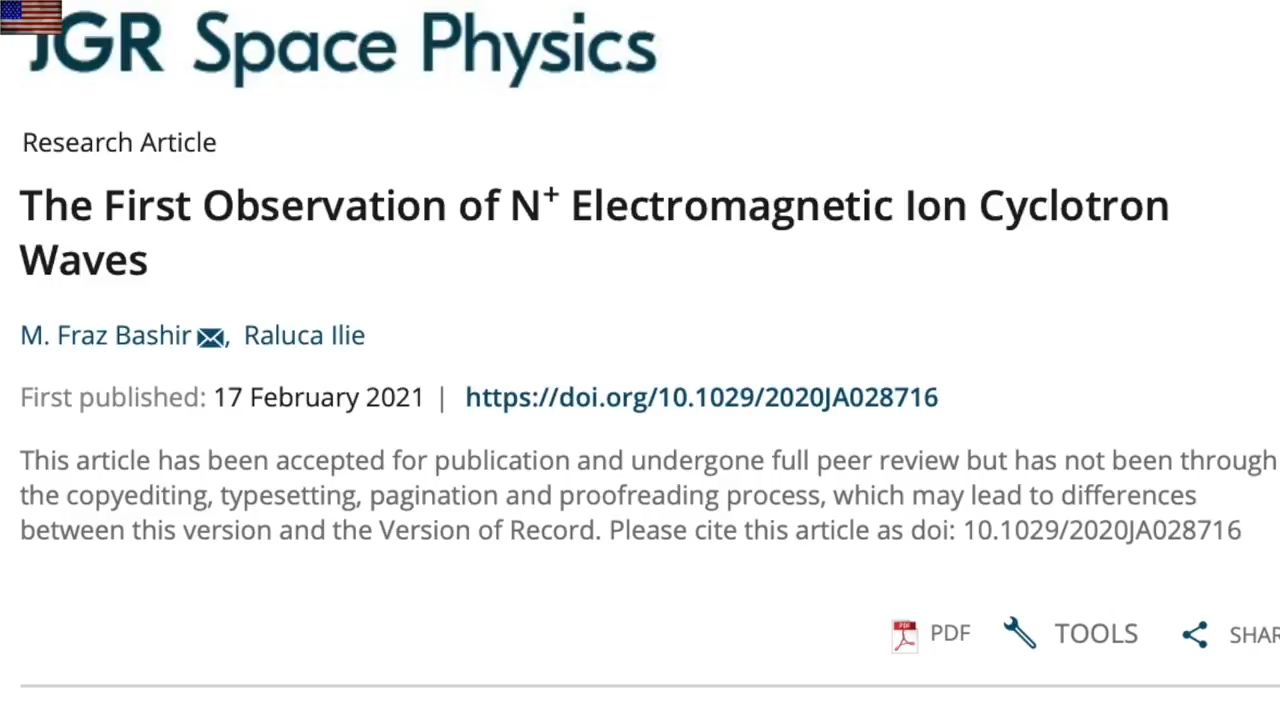 JGR Space Physics
Research Article
The First Observation of N⁺ Electromagnetic Ion Cyclotron
Waves
M. Fraz Bashir, Raluca Ilie
First published: 17 February 2021 | https://doi.org/10.1029/2020JA028716
This article has been accepted for publication and undergone full peer review but has not been through
the copyediting, typesetting, pagination and proofreading process, which may lead to differences
between this version and the Version of Record. Please cite this article as doi: 10.1029/2020JA028716
PDF TOOLS SHAR